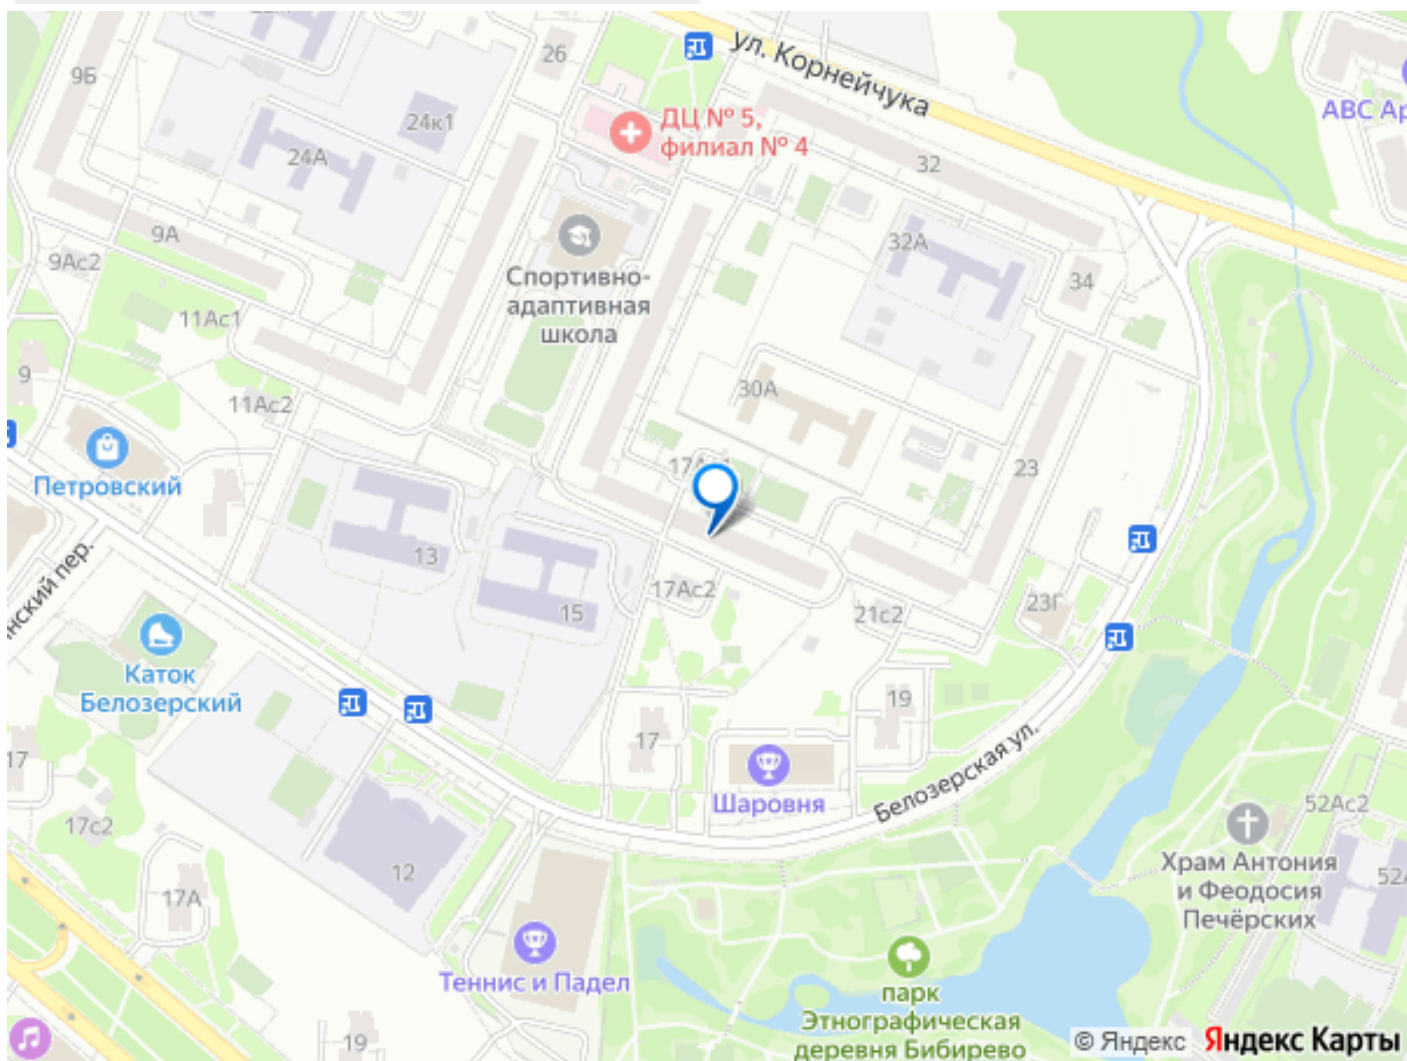 ул. Корнейчука
26
9Б
ДЦ № 5,
филиал № 4
АВС Ар
24к1
24А
32
9А
32А
9Ас2
Спортивно-
адаптивная
школа
34
11Ас1
9
30А
11Ас2
23
Петровский
13
17Ас2
23Г
15
21с2
Каток
Белозерский
19
17
17
Белозерская ул.
Шаровня
52Ас2
17с2
Храм Антония
и Феодосия
Печёрских
12
17А
Теннис и Падел
парк
Этнографическая
деревня Бибирево
19
© Яндекс Яндекс Карты